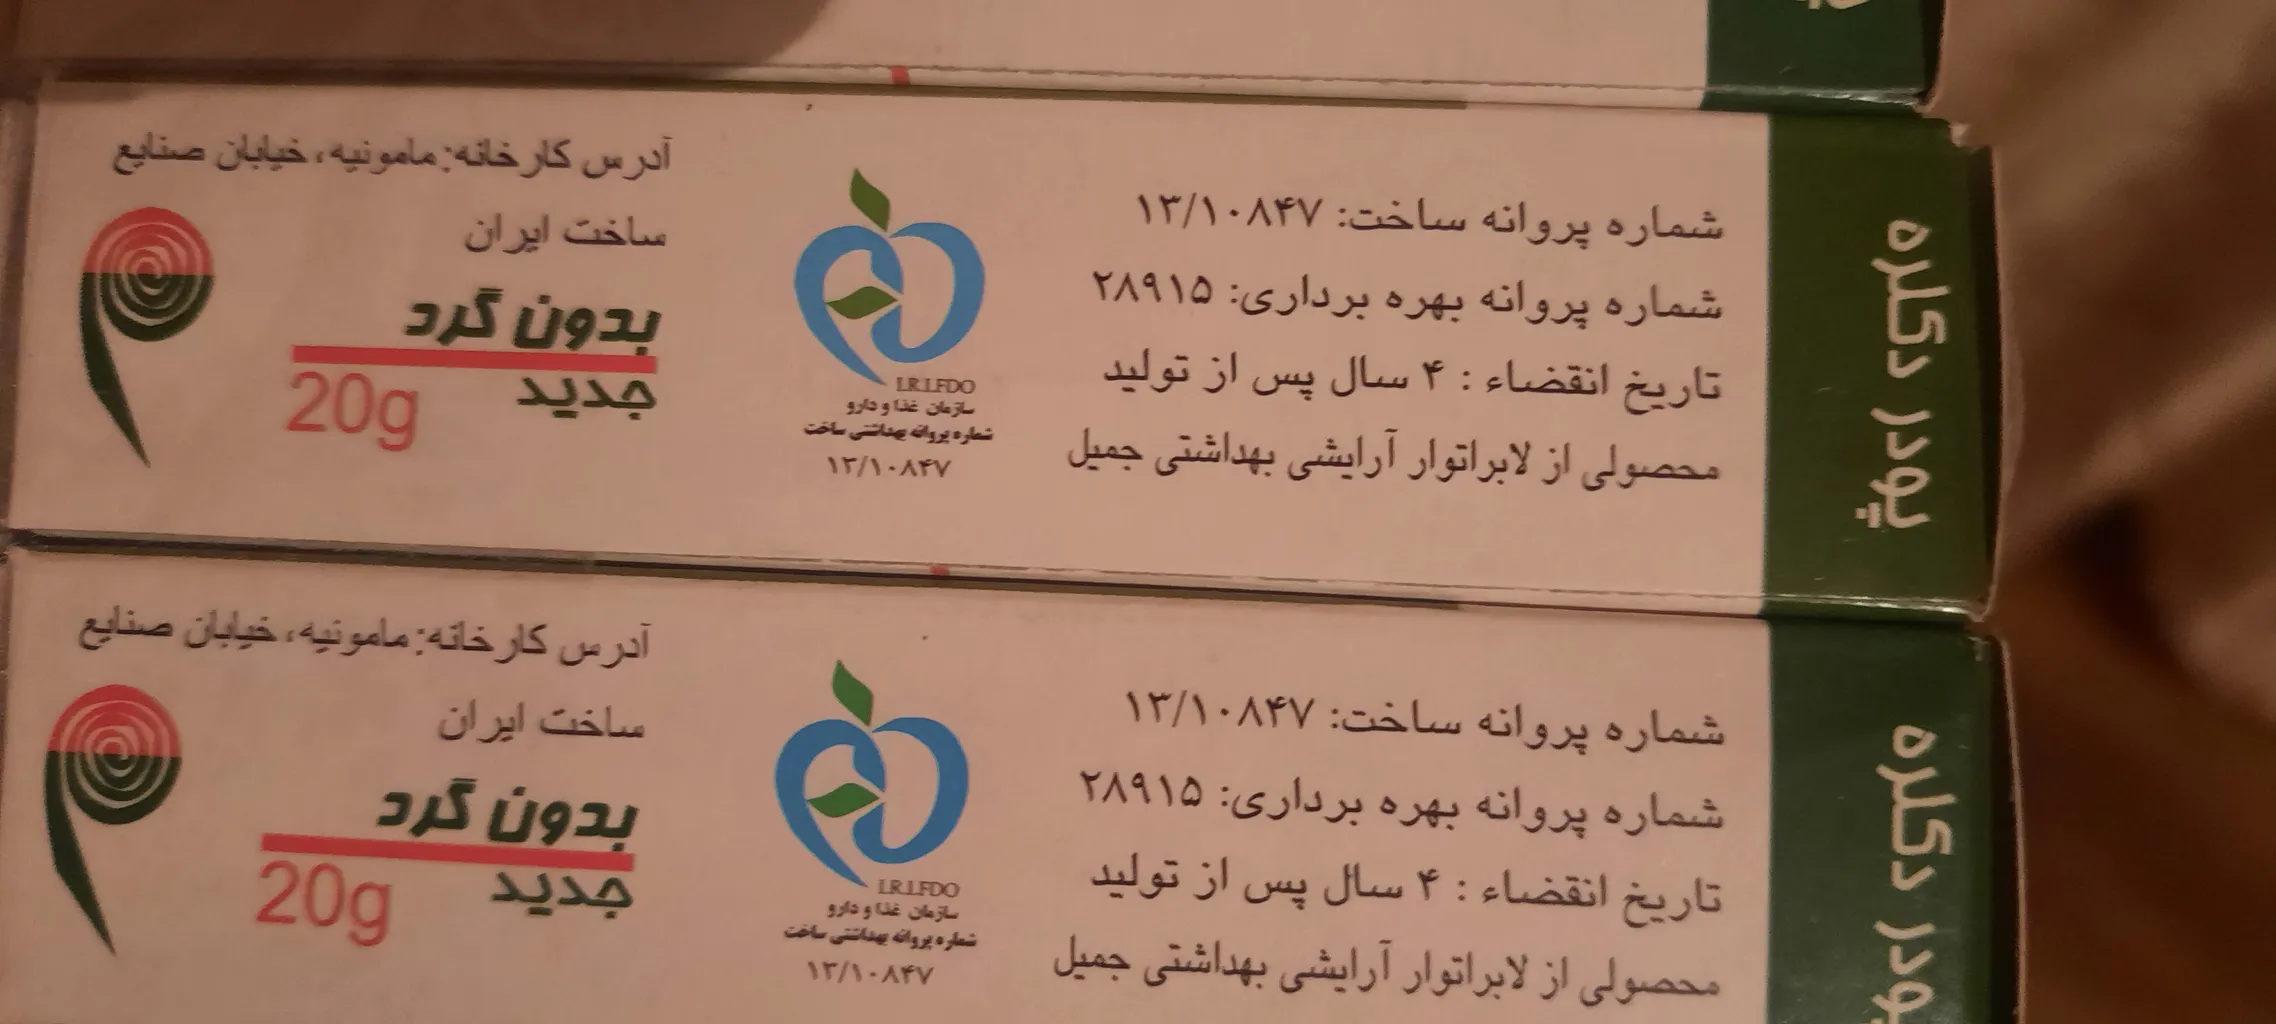 شماره پروانه ساخت: ۱۳/۱۰۸۴۷
شماره پروانه بهره برداری: ۲۸۹۱۵
تاریخ انقضاء : ۴ سال پس از تولید
محصولی از لابراتوار آرایشی بهداشتی جمیل
پودر دکلره
I.R.I.FDO
سازمان غذا و دارو
شماره پروانه بهداشتی ساخت
۱۳/۱۰۸۴۷
آدرس کارخانه: مامونیه، خیابان صنایع
ساخت ایران
بدون گرد
جدید
20g
شماره پروانه ساخت: ۱۳/۱۰۸۴۷
شماره پروانه بهره برداری: ۲۸۹۱۵
تاریخ انقضاء : ۴ سال پس از تولید
محصولی از لابراتوار آرایشی بهداشتی جمیل
پودر دکلره
I.R.I.FDO
سازمان غذا و دارو
شماره پروانه بهداشتی ساخت
۱۳/۱۰۸۴۷
آدرس کارخانه: مامونیه، خیابان صنایع
ساخت ایران
بدون گرد
جدید
20g